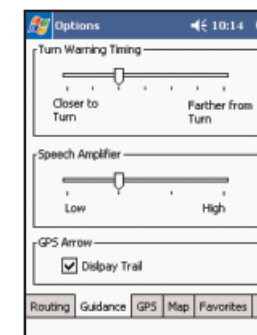 Options 10:14
Turn Warning Timing
Closer to Farther from
Turn Turn
Speech Amplifier
Low High
GPS Arrow
Dislpay Trail
Routing Guidance GPS Map Favorites